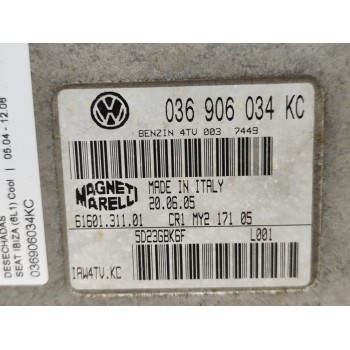 DESECHADAS
SEAT IBIZA (6L1) Cool | 05.04 - 12.06
036906034KC
036 906 034 KC
BENZIN 4TV 003 7449
MAGNETI
MARELLI
MADE IN ITALY
20.06.05
61601.311.01 CR1 MY2 171 05
5D23GBK6F L001
IAW4TV.KC